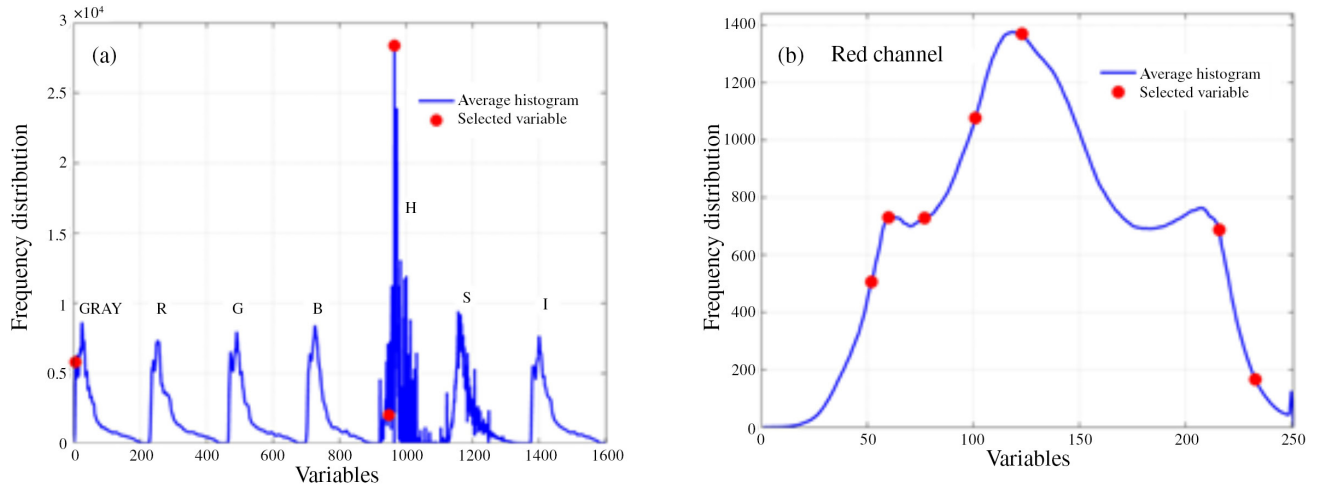 3 ×10⁴
(a)
2.5
2
1.5
1
0.5
0
Frequency distribution
Average histogram
Selected variable
GRAY
R
G
B
H
S
I
200 400 600 800 1000 1200 1400 1600
Variables
(b) Red channel
1400
1200
1000
800
600
400
200
0
Frequency distribution
Average histogram
Selected variable
0 50 100 150 200 250
Variables